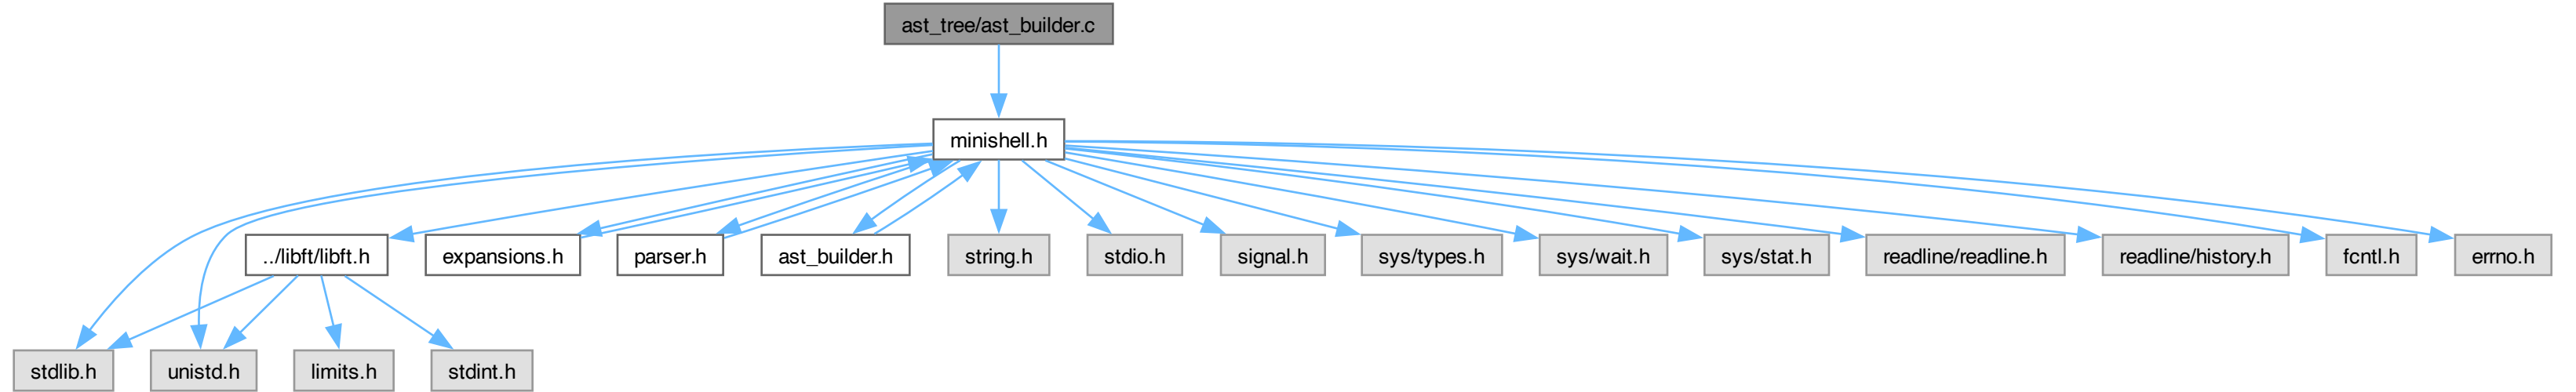 ast_tree/ast_builder.c
minishell.h
../libft/libft.h
expansions.h
parser.h
ast_builder.h
string.h
stdio.h
signal.h
sys/types.h
sys/wait.h
sys/stat.h
readline/readline.h
readline/history.h
fcntl.h
errno.h
stdlib.h
unistd.h
limits.h
stdint.h